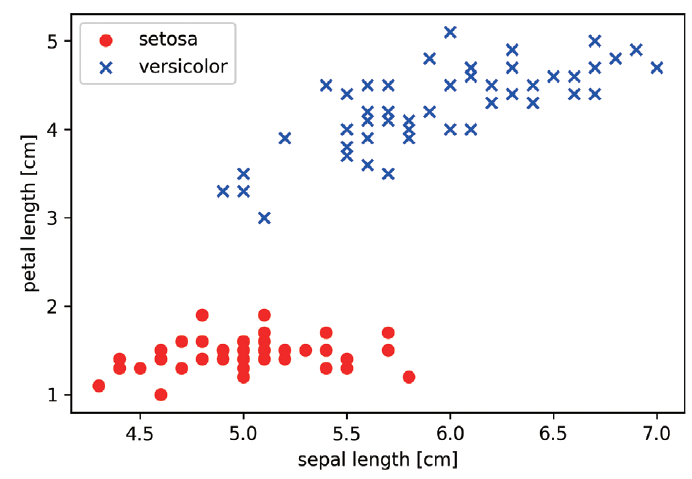 setosa
versicolor
5
4
3
2
1
petal length [cm]
4.5 5.0 5.5 6.0 6.5 7.0
sepal length [cm]